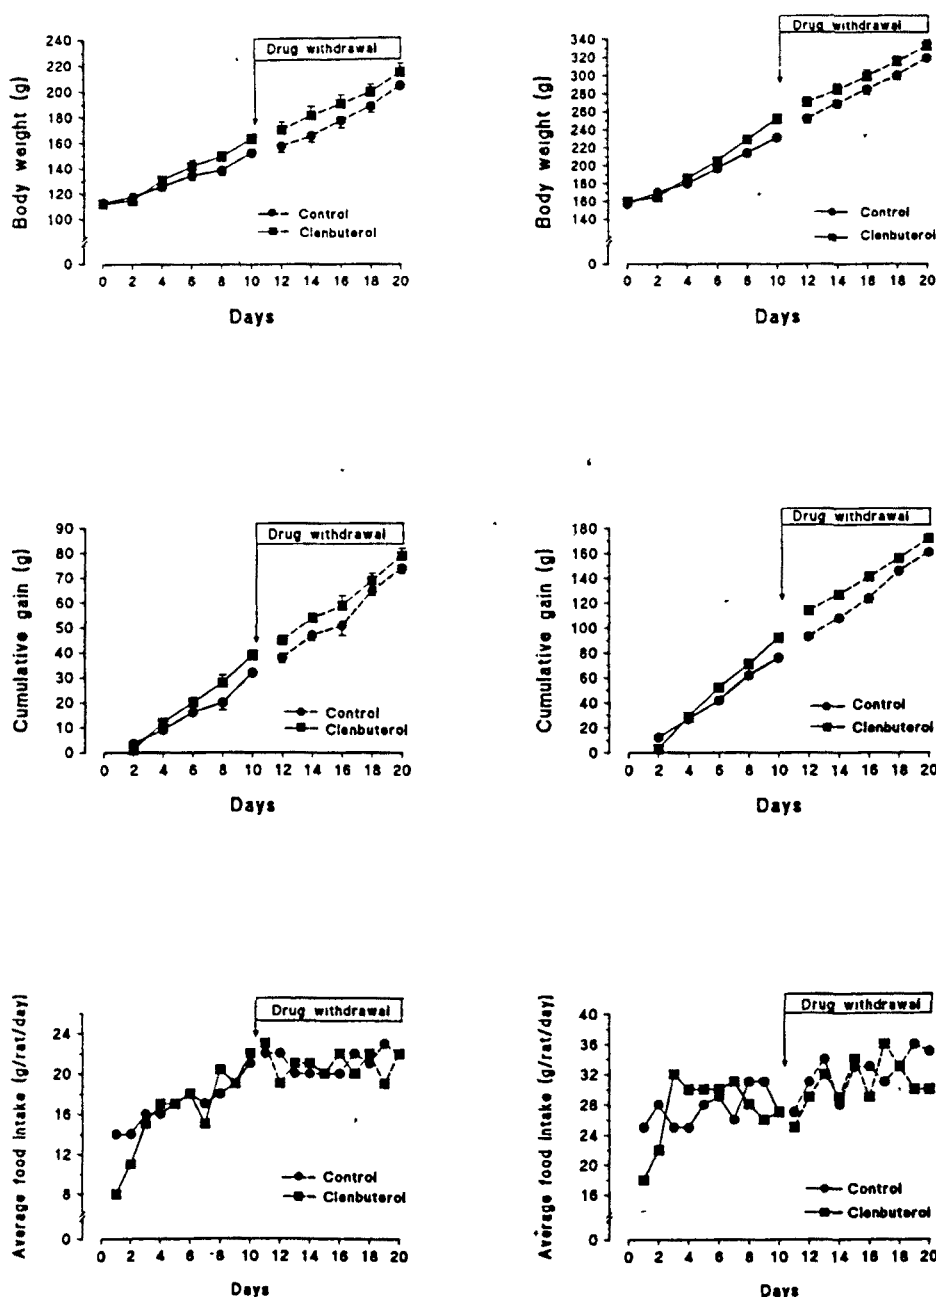 Drug withdrawal
Body weight (g)
240
220
200
180
160
140
120
100
0
Control
Clenbuterol
0 2 4 6 8 10 12 14 16 18 20
Days
Drug withdrawal
Body weight (g)
340
320
300
280
260
240
220
200
180
160
140
0
Control
Clenbuterol
0 2 4 6 8 10 12 14 16 18 20
Days
Drug withdrawal
Cumulative gain (g)
90
80
70
60
50
40
30
20
10
0
Control
Clenbuterol
0 2 4 6 8 10 12 14 16 18 20
Days
Drug withdrawal
Cumulative gain (g)
180
160
140
120
100
80
60
40
20
0
Control
Clenbuterol
0 2 4 6 8 10 12 14 16 18 20
Days
Drug withdrawal
Average food intake (g/rat/day)
24
20
16
12
8
0
Control
Clenbuterol
0 2 4 6 8 10 12 14 16 18 20
Days
Drug withdrawal
Average food intake (g/rat/day)
40
36
32
28
24
20
16
0
Control
Clenbuterol
0 2 4 6 8 10 12 14 16 18 20
Days